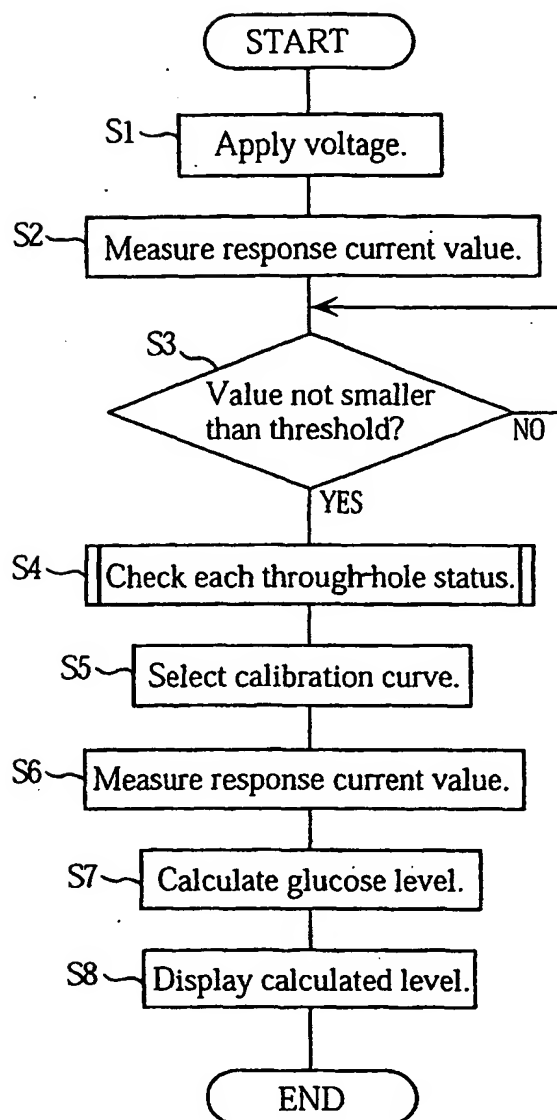 START
S1
Apply voltage.
S2
Measure response current value.
S3
Value not smaller
than threshold?
NO
YES
S4
Check each through-hole status.
S5
Select calibration curve.
S6
Measure response current value.
S7
Calculate glucose level.
S8
Display calculated level.
END